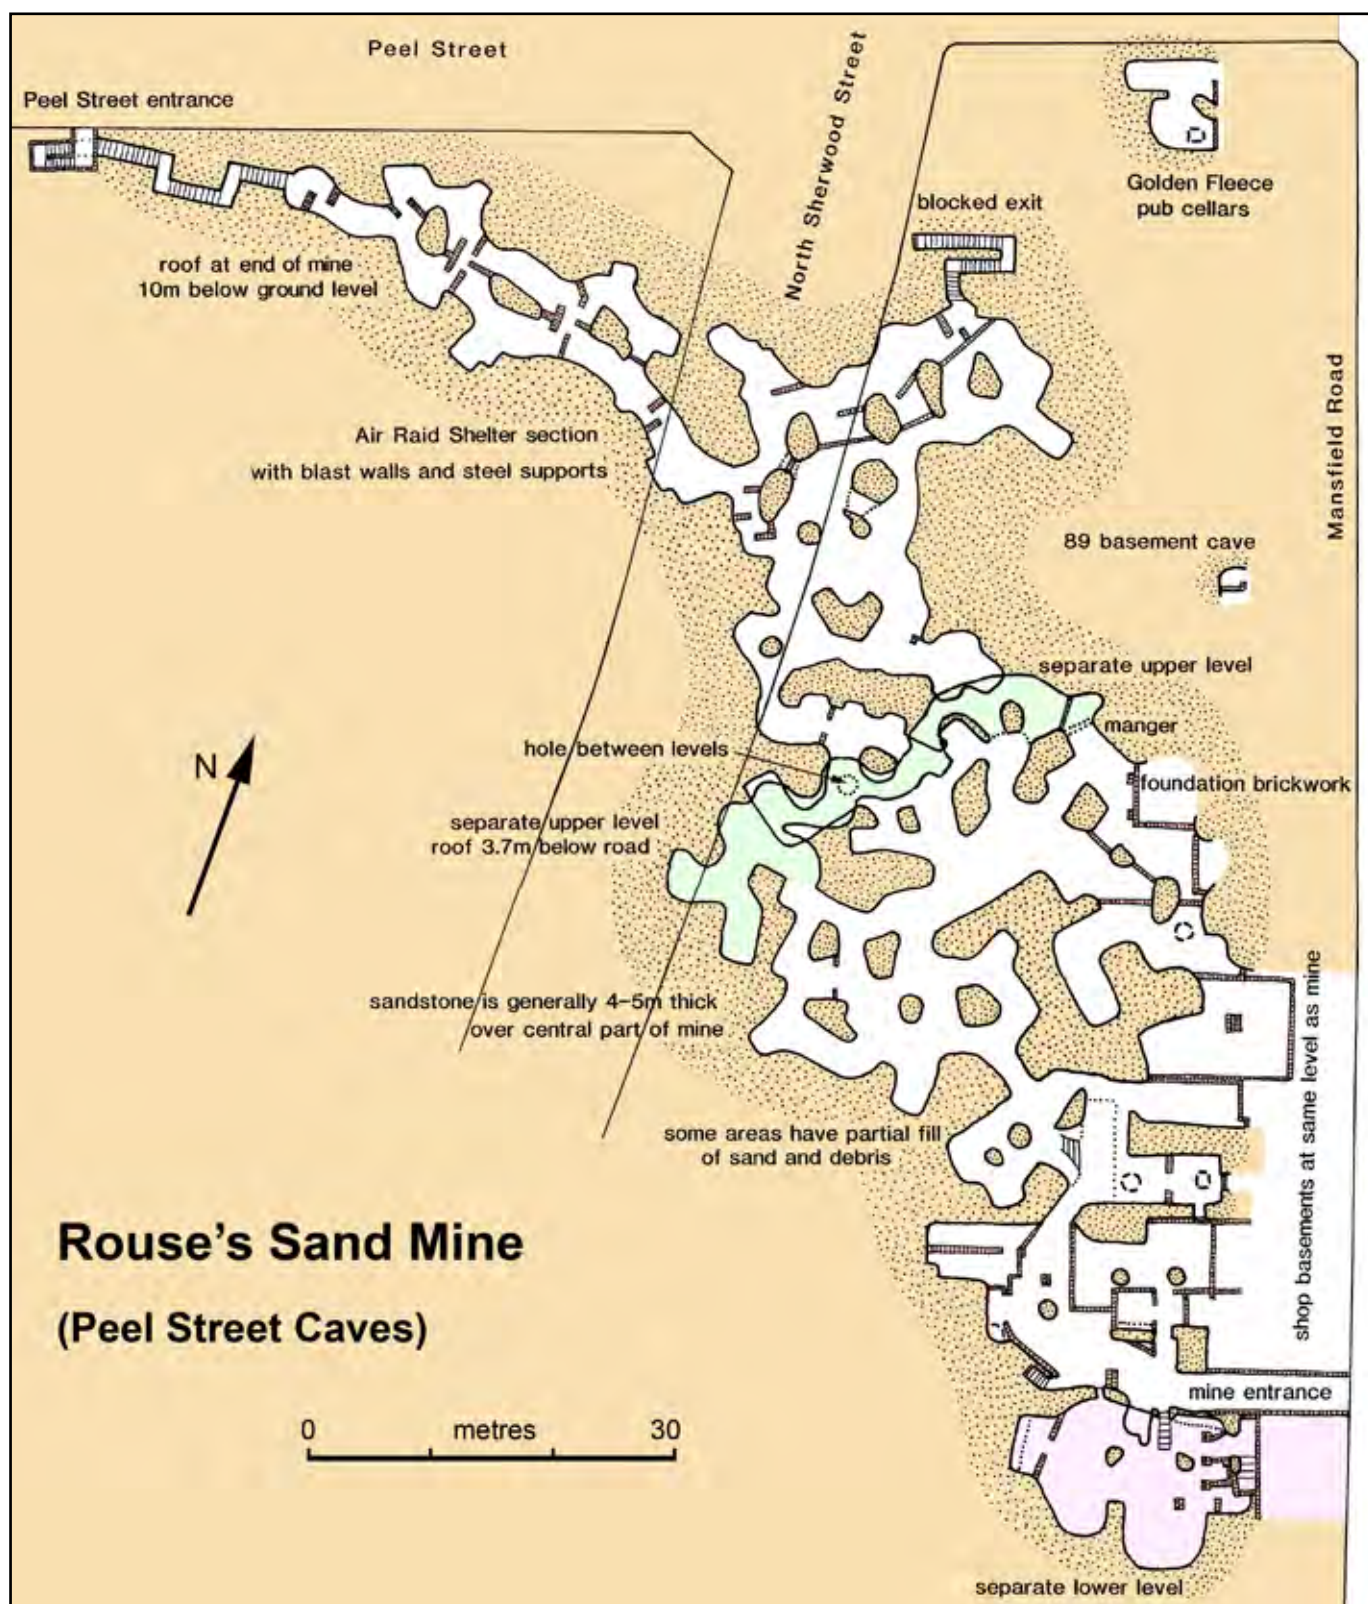 Peel Street
Peel Street entrance
North Sherwood Street
Golden Fleece
pub cellars
blocked exit
roof at end of mine
10m below ground level
Mansfield Road
Air Raid Shelter section
with blast walls and steel supports
89 basement cave
separate upper level
manger
N
hole between levels
foundation brickwork
separate upper level
roof 3.7m below road
sandstone is generally 4–5m thick
over central part of mine
shop basements at same level as mine
some areas have partial fill
of sand and debris
Rouse's Sand Mine
(Peel Street Caves)
mine entrance
0 metres 30
separate lower level